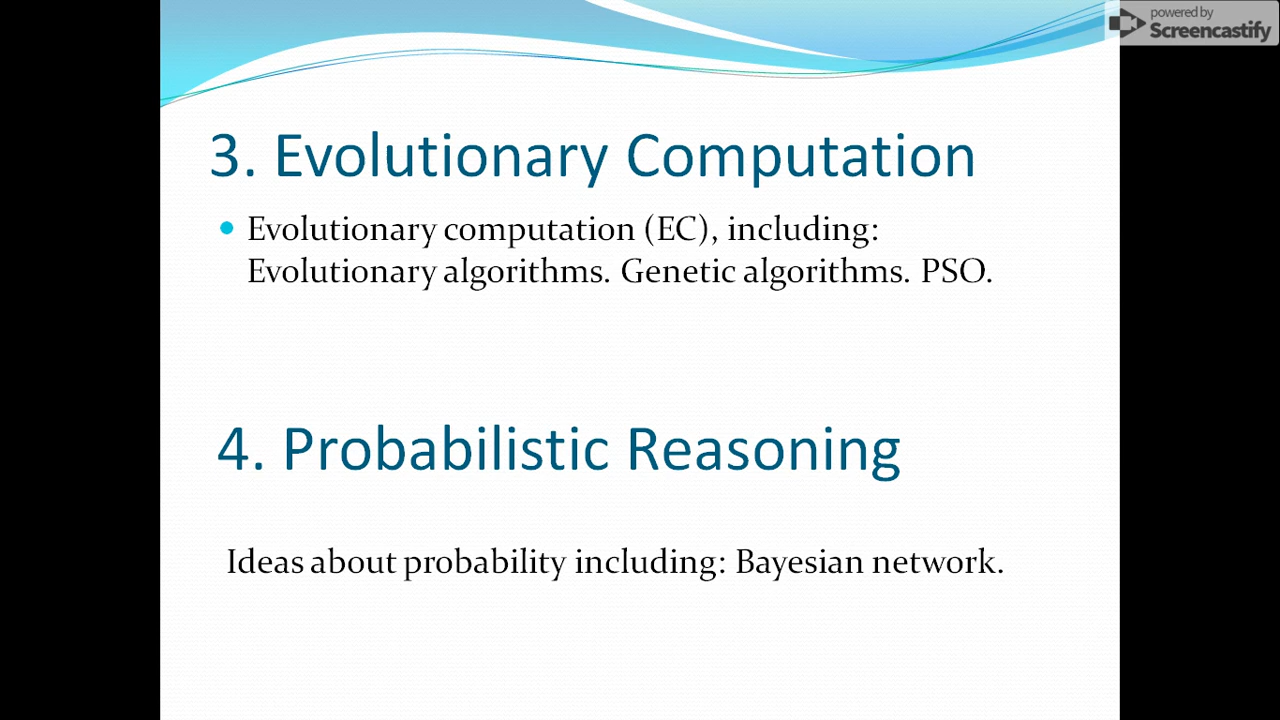 powered by
Screencastify
3. Evolutionary Computation
Evolutionary computation (EC), including:
Evolutionary algorithms. Genetic algorithms. PSO.
4. Probabilistic Reasoning
Ideas about probability including: Bayesian network.